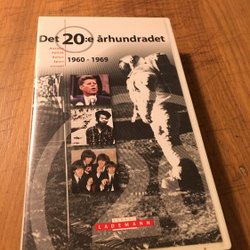 Det 20:e århundradet
1960 - 1969
LADEMANN